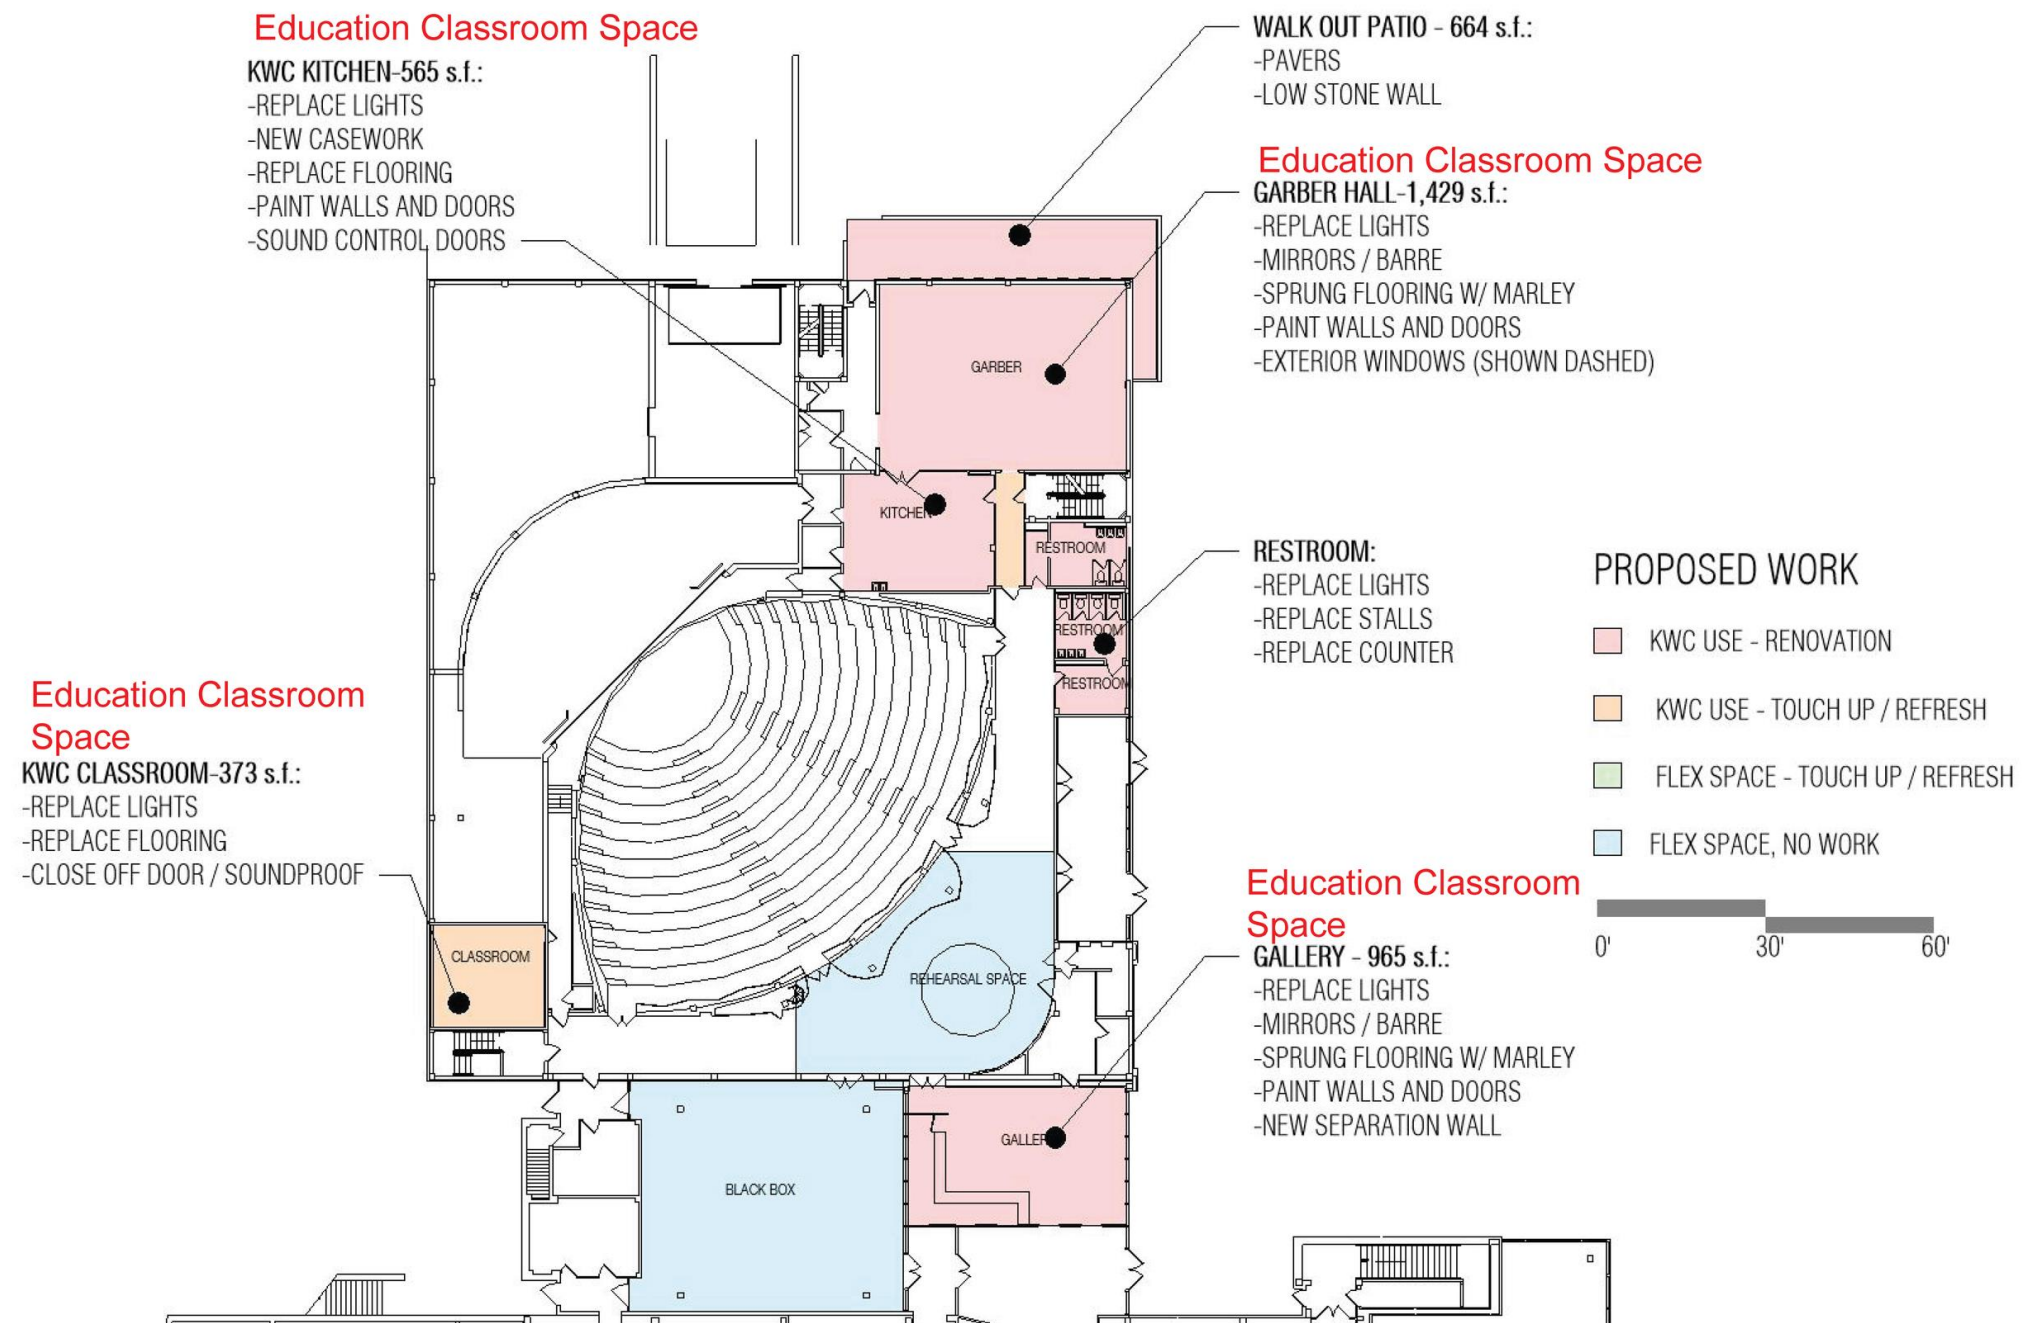 Education Classroom Space
KWC KITCHEN-565 s.f.:
-REPLACE LIGHTS
-NEW CASEWORK
-REPLACE FLOORING
-PAINT WALLS AND DOORS
-SOUND CONTROL DOORS
WALK OUT PATIO - 664 s.f.:
-PAVERS
-LOW STONE WALL
Education Classroom Space
GARBER HALL-1,429 s.f.:
-REPLACE LIGHTS
-MIRRORS / BARRE
-SPRUNG FLOORING W/ MARLEY
-PAINT WALLS AND DOORS
-EXTERIOR WINDOWS (SHOWN DASHED)
GARBER
KITCHEN
RESTROOM
RESTROOM
RESTROOM
RESTROOM:
-REPLACE LIGHTS
-REPLACE STALLS
-REPLACE COUNTER
PROPOSED WORK
KWC USE - RENOVATION
KWC USE - TOUCH UP / REFRESH
FLEX SPACE - TOUCH UP / REFRESH
FLEX SPACE, NO WORK
0' 30' 60'
Education Classroom
Space
KWC CLASSROOM-373 s.f.:
-REPLACE LIGHTS
-REPLACE FLOORING
-CLOSE OFF DOOR / SOUNDPROOF
CLASSROOM
REHEARSAL SPACE
Education Classroom
Space
GALLERY - 965 s.f.:
-REPLACE LIGHTS
-MIRRORS / BARRE
-SPRUNG FLOORING W/ MARLEY
-PAINT WALLS AND DOORS
-NEW SEPARATION WALL
GALLER
BLACK BOX